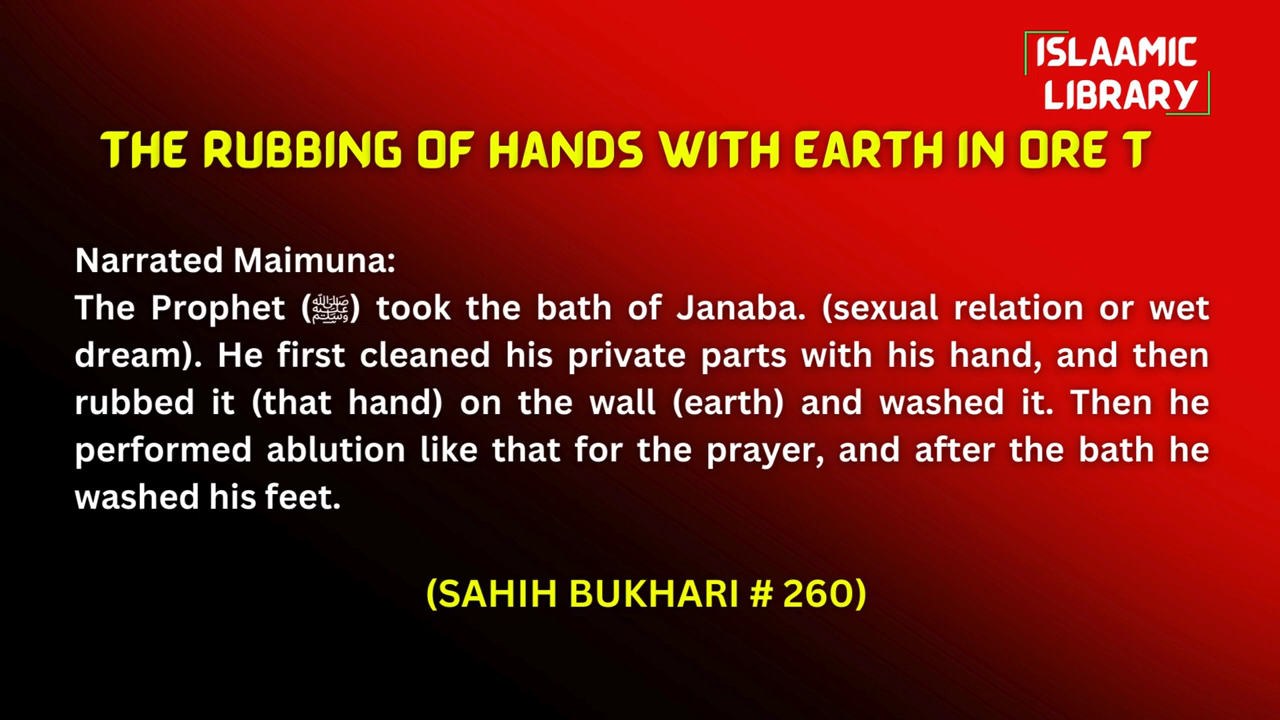 ISLAAMIC
LIBRARY
THE RUBBING OF HANDS WITH EARTH IN ORE T
Narrated Maimuna:
The Prophet (ﷺ) took the bath of Janaba. (sexual relation or wet
dream). He first cleaned his private parts with his hand, and then
rubbed it (that hand) on the wall (earth) and washed it. Then he
performed ablution like that for the prayer, and after the bath he
washed his feet.
(SAHIH BUKHARI # 260)